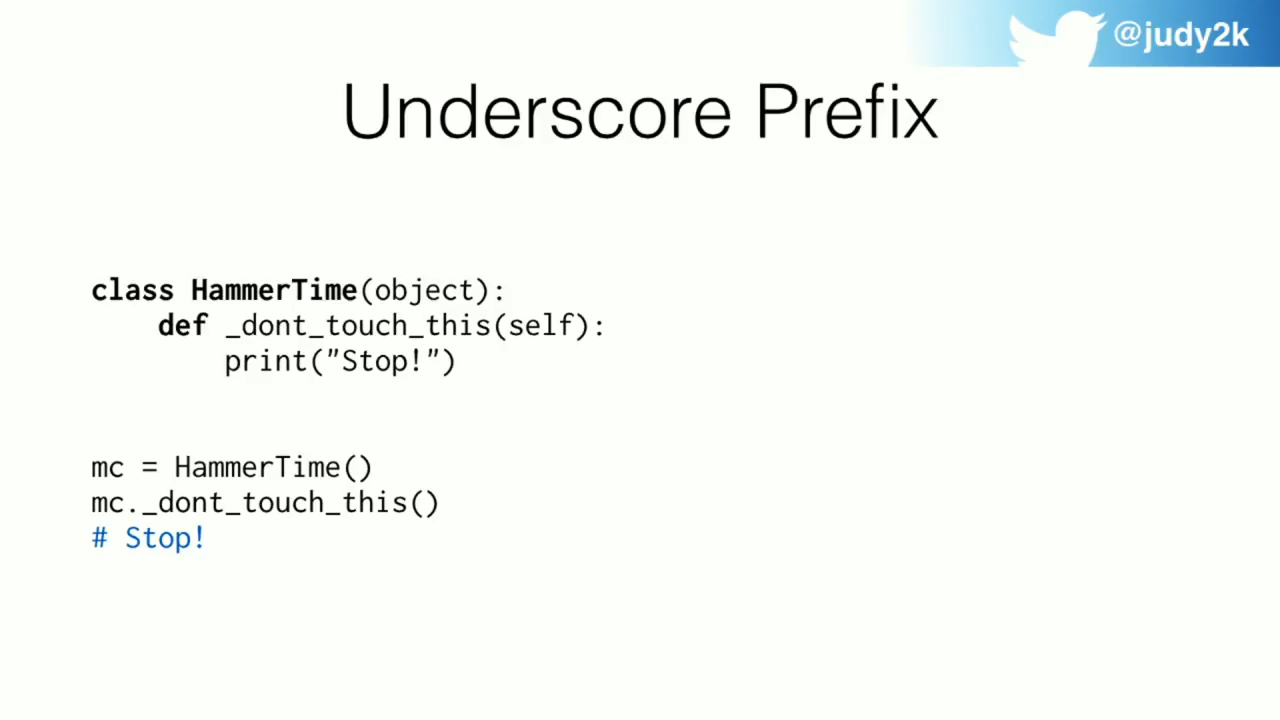 @judy2k
Underscore Prefix
class HammerTime(object):
    def _dont_touch_this(self):
        print("Stop!")
mc = HammerTime()
mc._dont_touch_this()
# Stop!